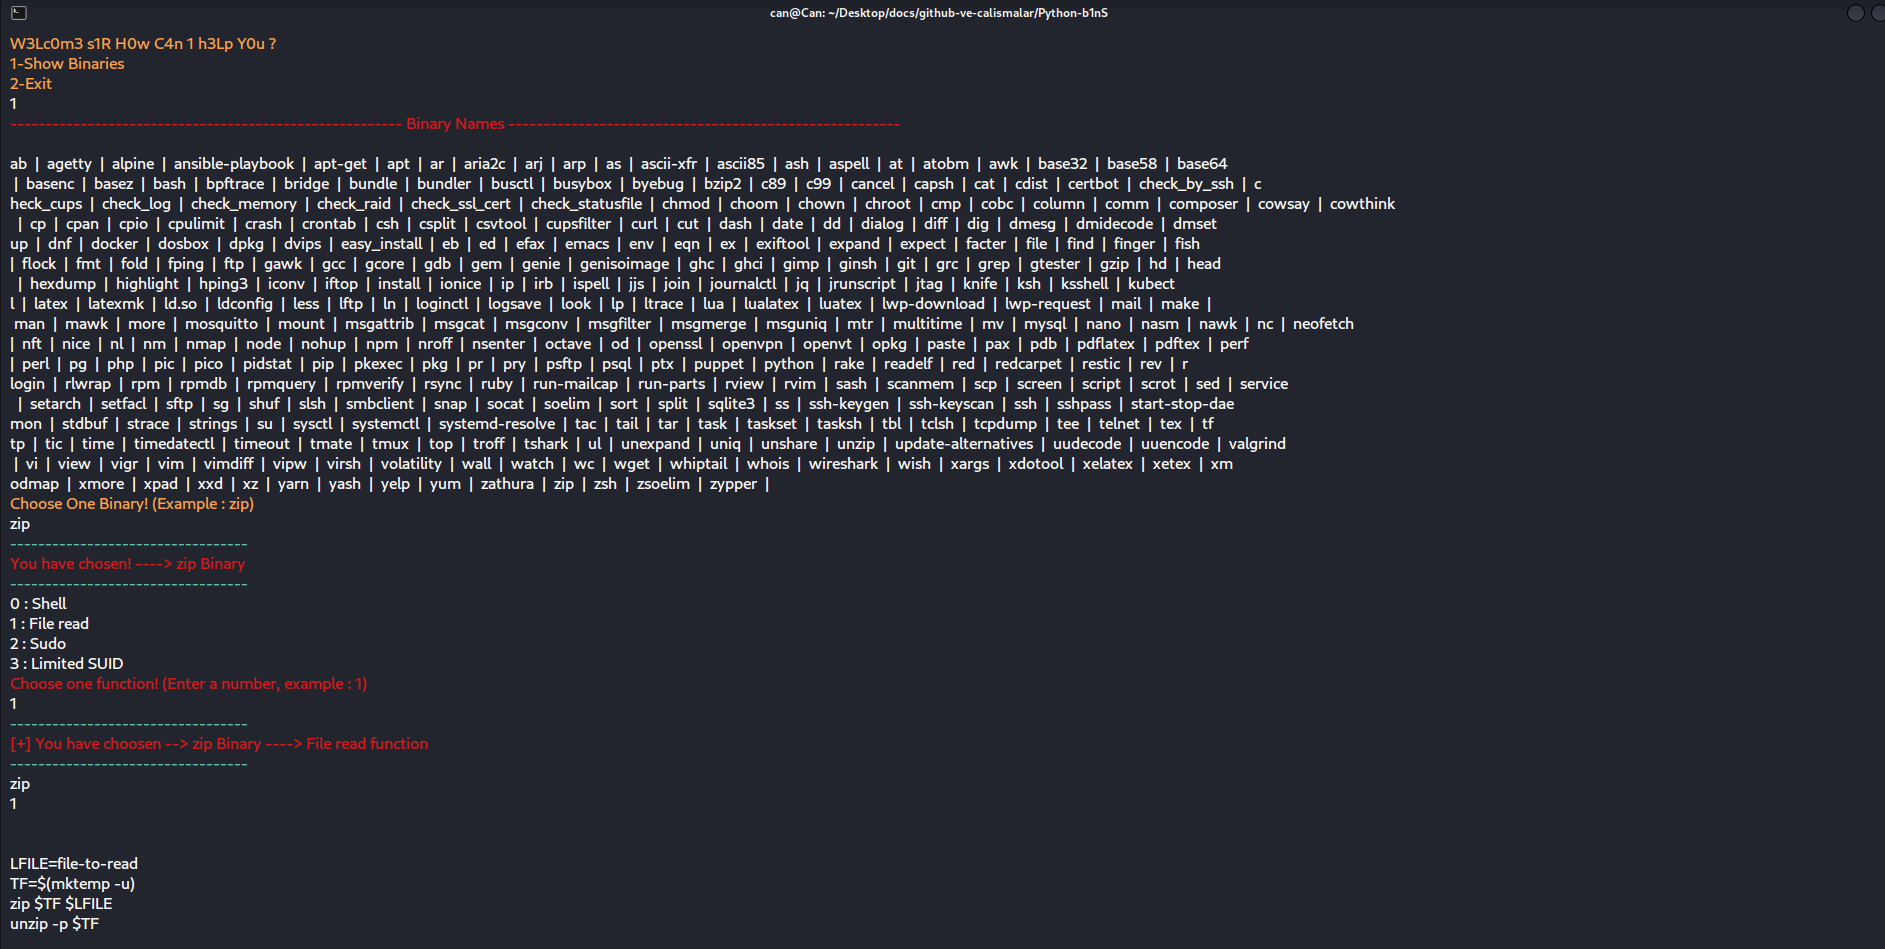 can@Can: ~/Desktop/docs/github-ve-calismalar/Python-b1nS
W3Lc0m3 s1R H0w C4n 1 h3Lp Y0u ?
1-Show Binaries
2-Exit
1
-------------------------------------------------------- Binary Names --------------------------------------------------------
ab | agetty | alpine | ansible-playbook | apt-get | apt | ar | aria2c | arj | arp | as | ascii-xfr | ascii85 | ash | aspell | at | atobm | awk | base32 | base58 | base64
| basenc | basez | bash | bpftrace | bridge | bundle | bundler | busctl | busybox | byebug | bzip2 | c89 | c99 | cancel | capsh | cat | cdist | certbot | check_by_ssh | c
heck_cups | check_log | check_memory | check_raid | check_ssl_cert | check_statusfile | chmod | choom | chown | chroot | cmp | cobc | column | comm | composer | cowsay | cowthink
| cp | cpan | cpio | cpulimit | crash | crontab | csh | csplit | csvtool | cupsfilter | curl | cut | dash | date | dd | dialog | diff | dig | dmesg | dmidecode | dmset
up | dnf | docker | dosbox | dpkg | dvips | easy_install | eb | ed | efax | emacs | env | eqn | ex | exiftool | expand | expect | facter | file | find | finger | fish
| flock | fmt | fold | fping | ftp | gawk | gcc | gcore | gdb | gem | genie | genisoimage | ghc | ghci | gimp | ginsh | git | grc | grep | gtester | gzip | hd | head
| hexdump | highlight | hping3 | iconv | iftop | install | ionice | ip | irb | ispell | jjs | join | journalctl | jq | jrunscript | jtag | knife | ksh | ksshell | kubect
l | latex | latexmk | ld.so | ldconfig | less | lftp | ln | loginctl | logsave | look | lp | ltrace | lua | lualatex | luatex | lwp-download | lwp-request | mail | make |
man | mawk | more | mosquitto | mount | msgattrib | msgcat | msgconv | msgfilter | msgmerge | msguniq | mtr | multitime | mv | mysql | nano | nasm | nawk | nc | neofetch
| nft | nice | nl | nm | nmap | node | nohup | npm | nroff | nsenter | octave | od | openssl | openvpn | openvt | opkg | paste | pax | pdb | pdflatex | pdftex | perf
| perl | pg | php | pic | pico | pidstat | pip | pkexec | pkg | pr | pry | psftp | psql | ptx | puppet | python | rake | readelf | red | redcarpet | restic | rev | r
login | rlwrap | rpm | rpmdb | rpmquery | rpmverify | rsync | ruby | run-mailcap | run-parts | rview | rvim | sash | scanmem | scp | screen | script | scrot | sed | service
| setarch | setfacl | sftp | sg | shuf | slsh | smbclient | snap | socat | soelim | sort | split | sqlite3 | ss | ssh-keygen | ssh-keyscan | ssh | sshpass | start-stop-dae
mon | stdbuf | strace | strings | su | sysctl | systemctl | systemd-resolve | tac | tail | tar | task | taskset | tasksh | tbl | tclsh | tcpdump | tee | telnet | tex | tf
tp | tic | time | timedatectl | timeout | tmate | tmux | top | troff | tshark | ul | unexpand | uniq | unshare | unzip | update-alternatives | uudecode | uuencode | valgrind
| vi | view | vigr | vim | vimdiff | vipw | virsh | volatility | wall | watch | wc | wget | whiptail | whois | wireshark | wish | xargs | xdotool | xelatex | xetex | xm
odmap | xmore | xpad | xxd | xz | yarn | yash | yelp | yum | zathura | zip | zsh | zsoelim | zypper |
Choose One Binary! (Example : zip)
zip
----------------------------------
You have chosen! ----> zip Binary
----------------------------------
0 : Shell
1 : File read
2 : Sudo
3 : Limited SUID
Choose one function! (Enter a number, example : 1)
1
----------------------------------
[+] You have choosen --> zip Binary ----> File read function
----------------------------------
zip
1
LFILE=file-to-read
TF=$(mktemp -u)
zip $TF $LFILE
unzip -p $TF